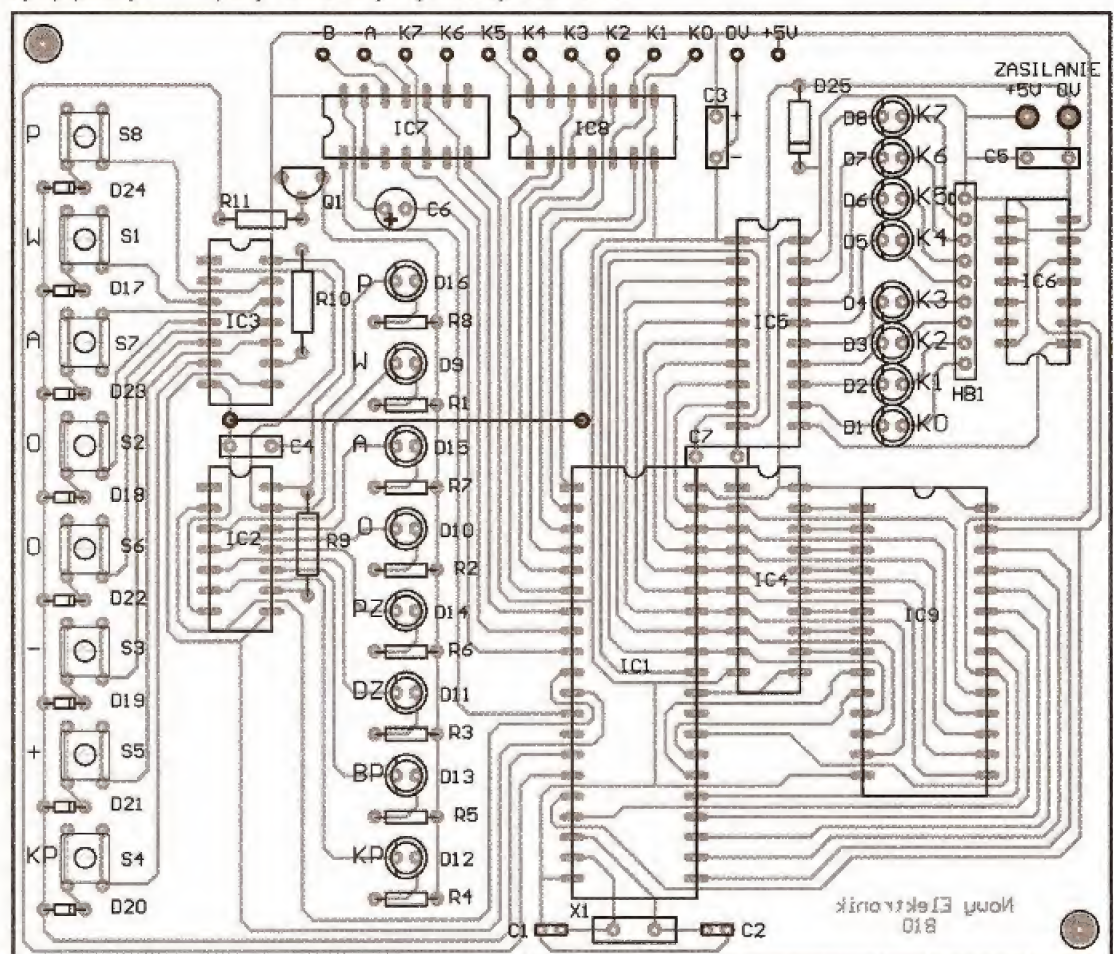 -B -A K7 K6 K5 K4 K3 K2 K1 K0 0V +5V
ZASILANIE
+5V 0V
D25
C3
+
-
IC7
IC8
P
S8
D24
D8
K7
D7
K6
C5
D6
K5
D5
K4
R11
Q1
C6
+
W
S1
D17
IC3
R10
P
D16
R8
IC5
D4
K3
IC6
A
S7
D23
W
D9
R1
D3
K2
D2
K1
HB1
D1
K0
O
S2
D18
C4
A
D15
R7
C7
O
S6
D22
IC2
R9
O
D10
R2
IC4
IC9
-
S3
D19
PZ
D14
R6
IC1
DZ
D11
R3
+
S5
D21
BP
D13
R5
KP
S4
D20
KP
D12
R4
X1
C1
C2
Nowy Elektronik
810